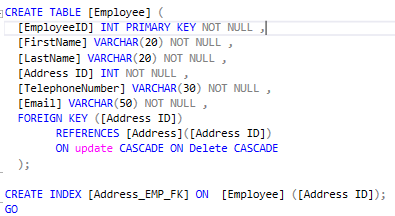 CREATE TABLE [Employee] (
[EmployeeID] INT PRIMARY KEY NOT NULL ,
[FirstName] VARCHAR(20) NOT NULL ,
[LastName] VARCHAR(20) NOT NULL ,
[Address ID] INT NOT NULL ,
[TelephoneNumber] VARCHAR(30) NOT NULL ,
[Email] VARCHAR(50) NOT NULL ,
FOREIGN KEY ([Address ID])
REFERENCES [Address]([Address ID])
ON update CASCADE ON Delete CASCADE
);
CREATE INDEX [Address_EMP_FK] ON [Employee] ([Address ID]);
GO